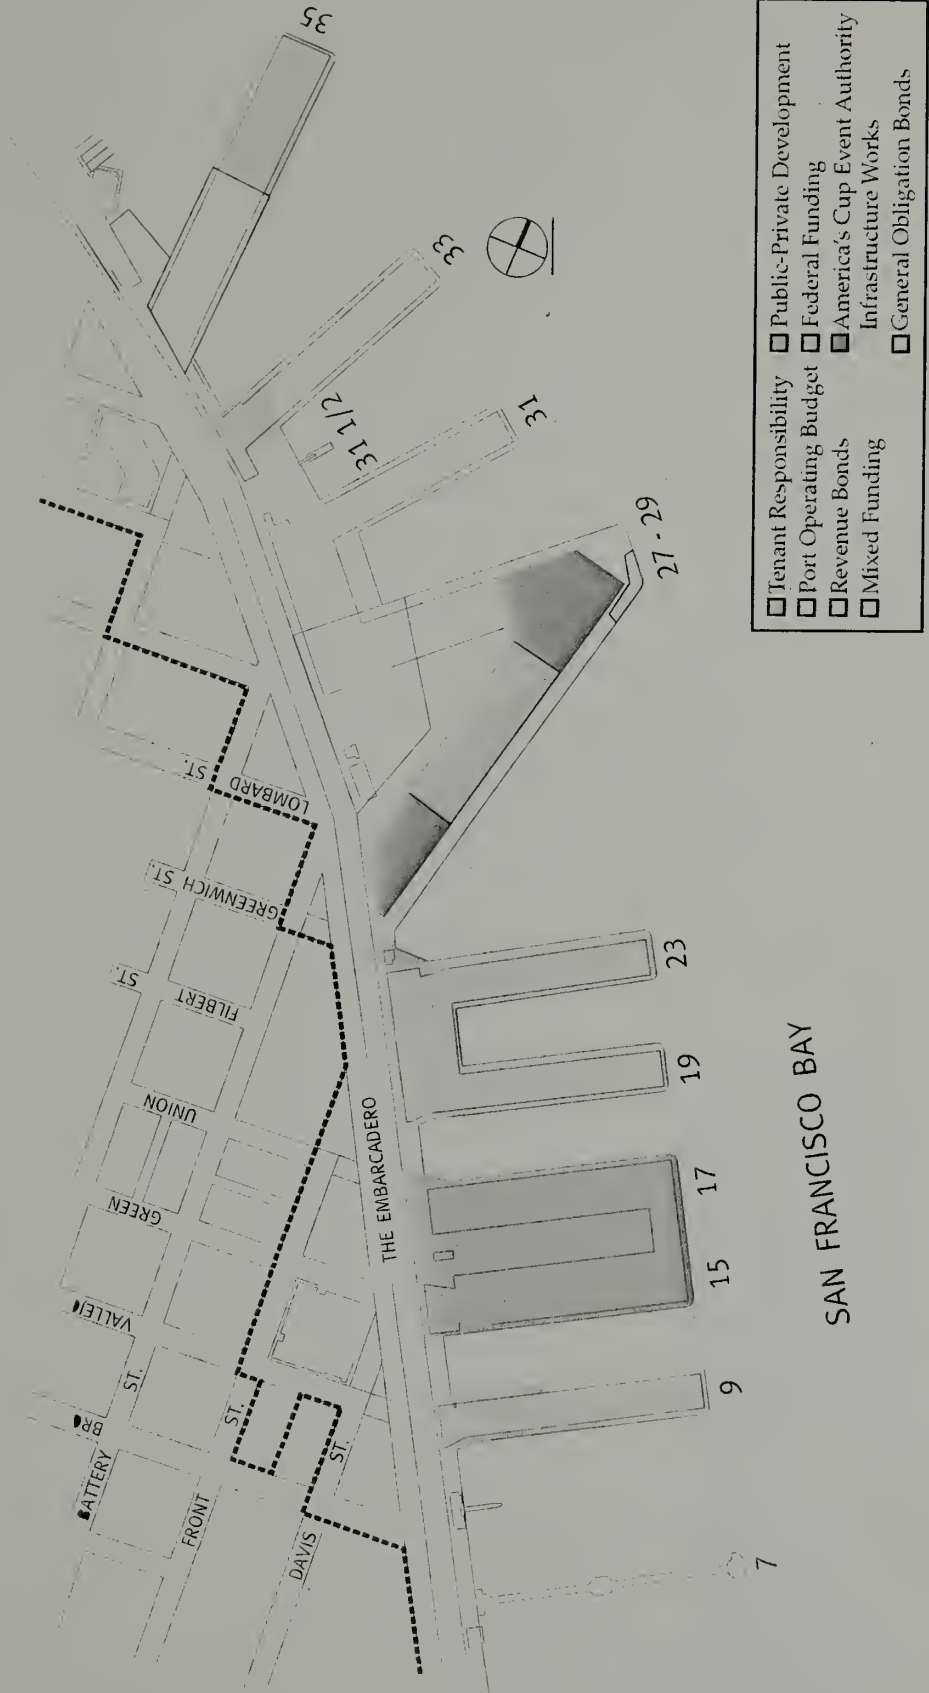 35
33
31 1/2
31
27 - 29
23
19
17
15
9
7
LOMBARD ST.
GREENWICH ST.
FILBERT ST.
UNION
GREEN
VALLEJ
BR
BATTERY ST.
FRONT ST.
DAVIS ST.
THE EMBARCADERO
SAN FRANCISCO BAY
Tenant Responsibility
Port Operating Budget
Revenue Bonds
Mixed Funding
Public-Private Development
Federal Funding
America's Cup Event Authority
Infrastructure Works
General Obligation Bonds